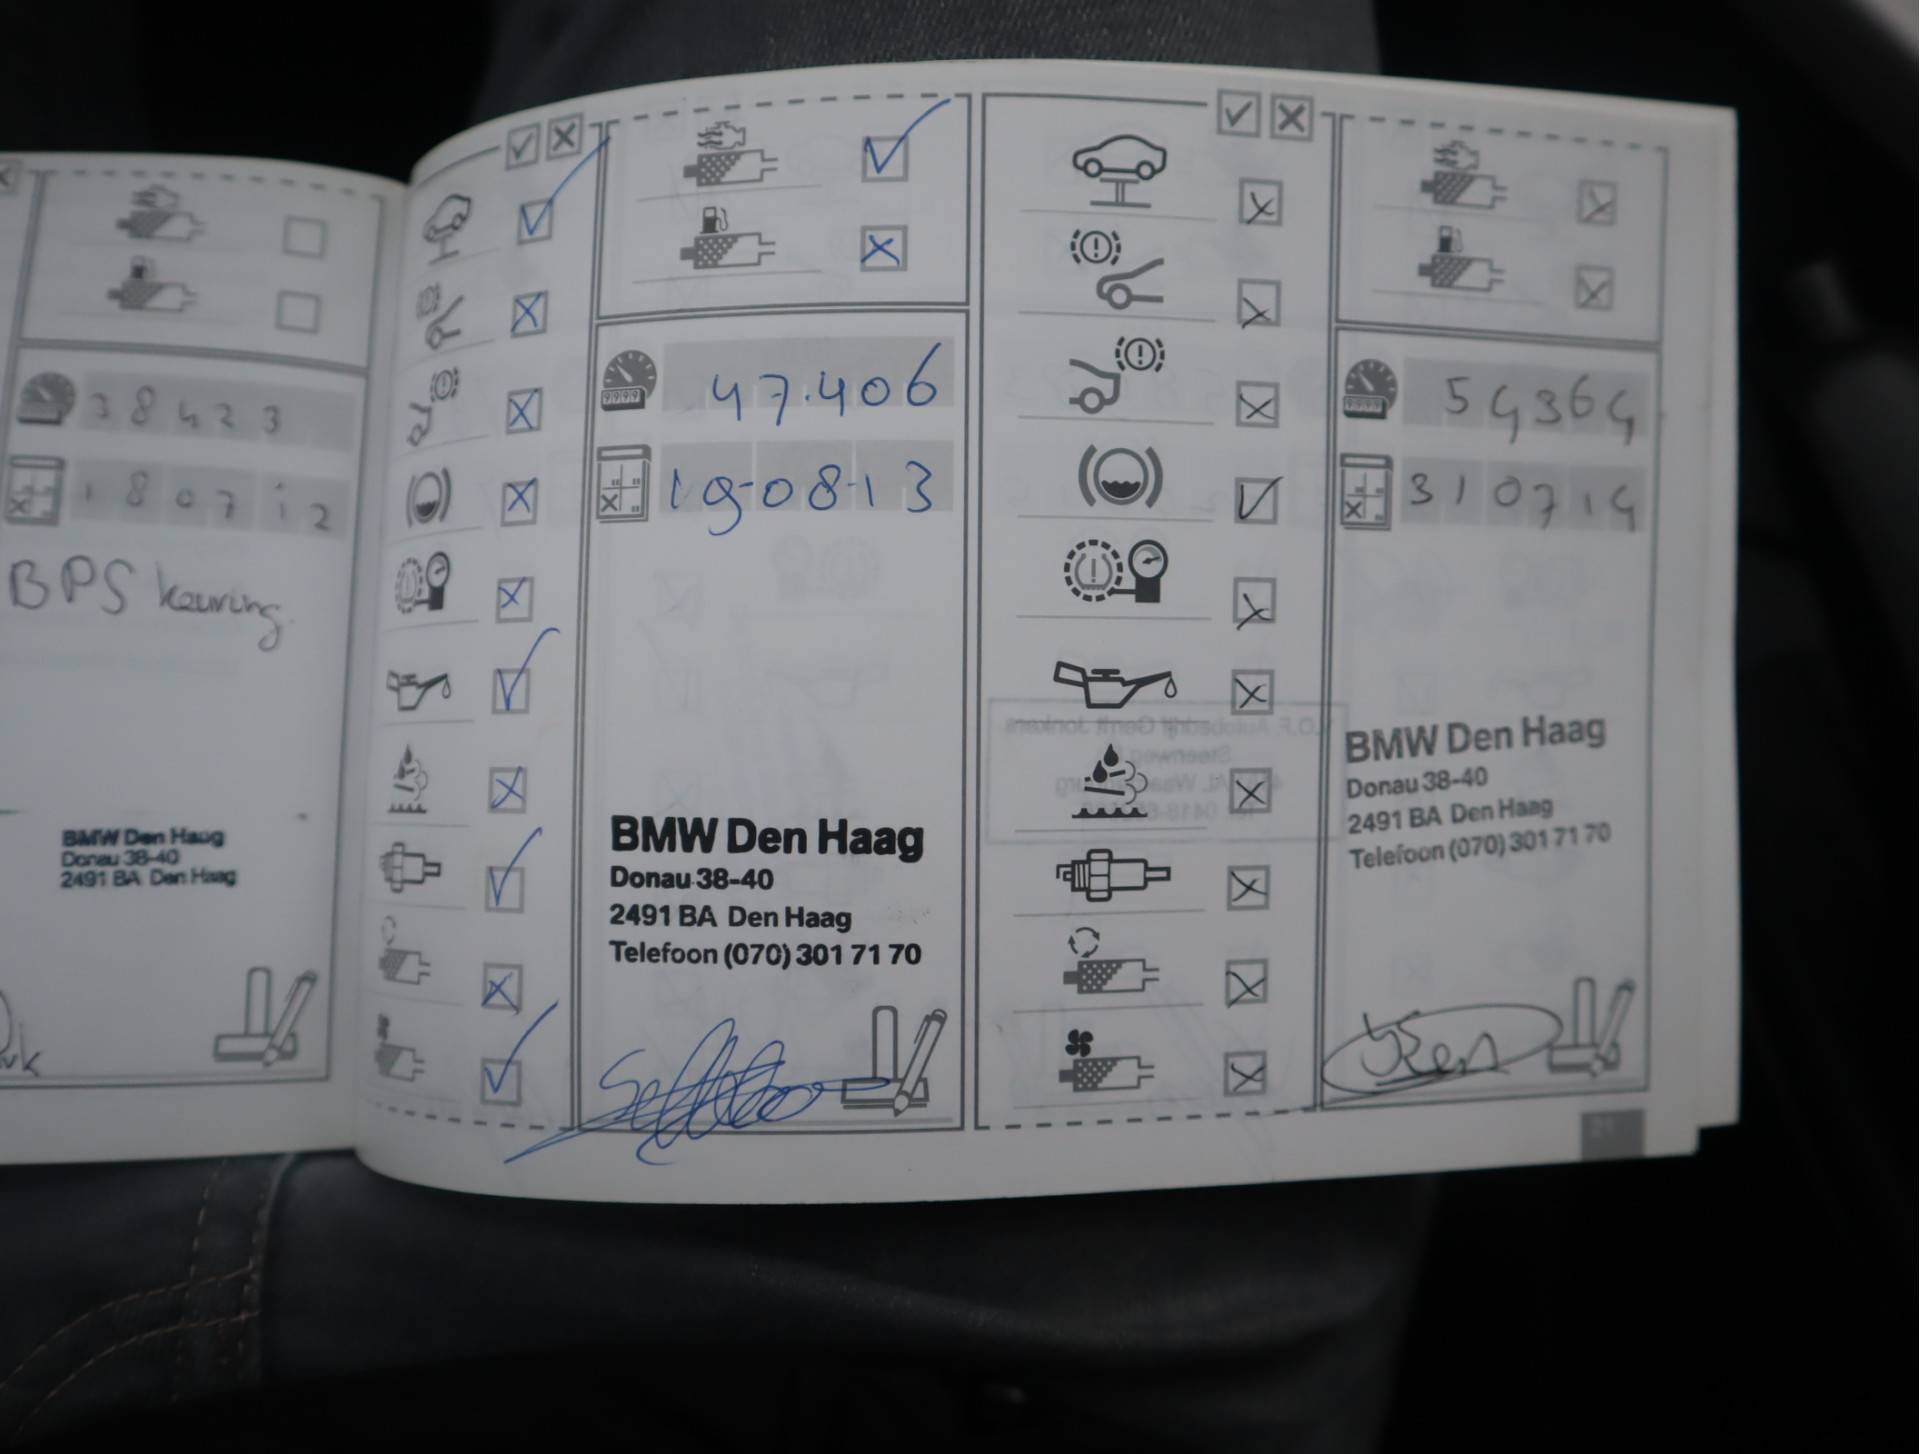 38423
180712
BPS keuring
BMW Den Haag
Donau 38-40
2491 BA Den Haag
47.406
19-08-13
BMW Den Haag
Donau 38-40
2491 BA Den Haag
Telefoon (070) 301 71 70
54364
310714
BMW Den Haag
Donau 38-40
2491 BA Den Haag
Telefoon (070) 301 71 70
21